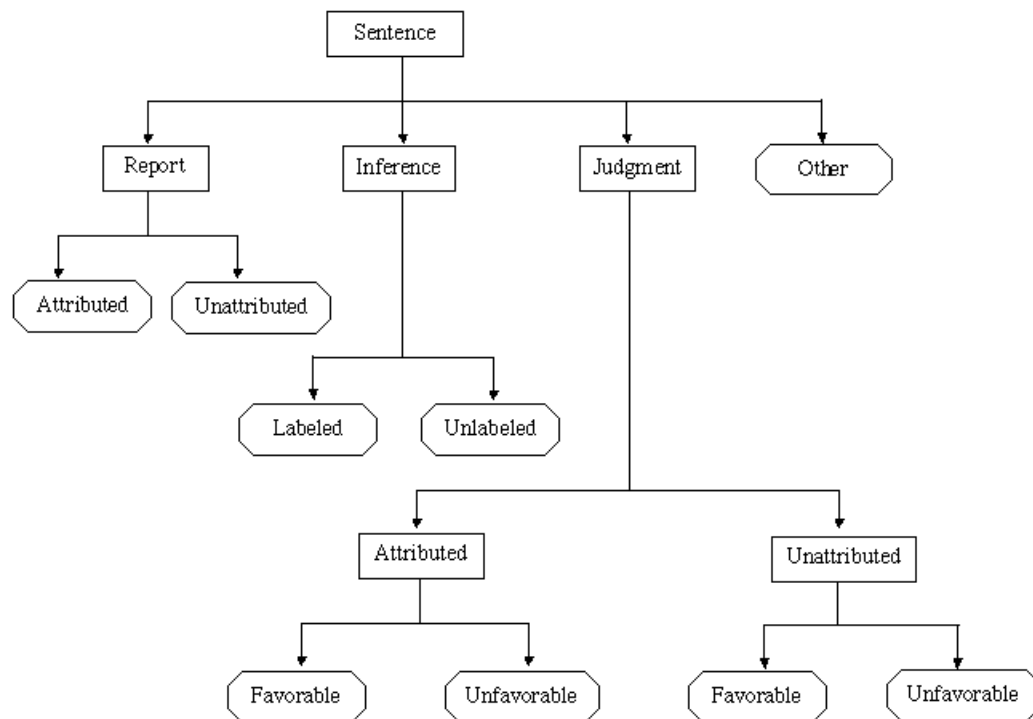 Sentence
Report
Inference
Judgment
Other
Attributed
Unattributed
Labeled
Unlabeled
Attributed
Unattributed
Favorable
Unfavorable
Favorable
Unfavorable